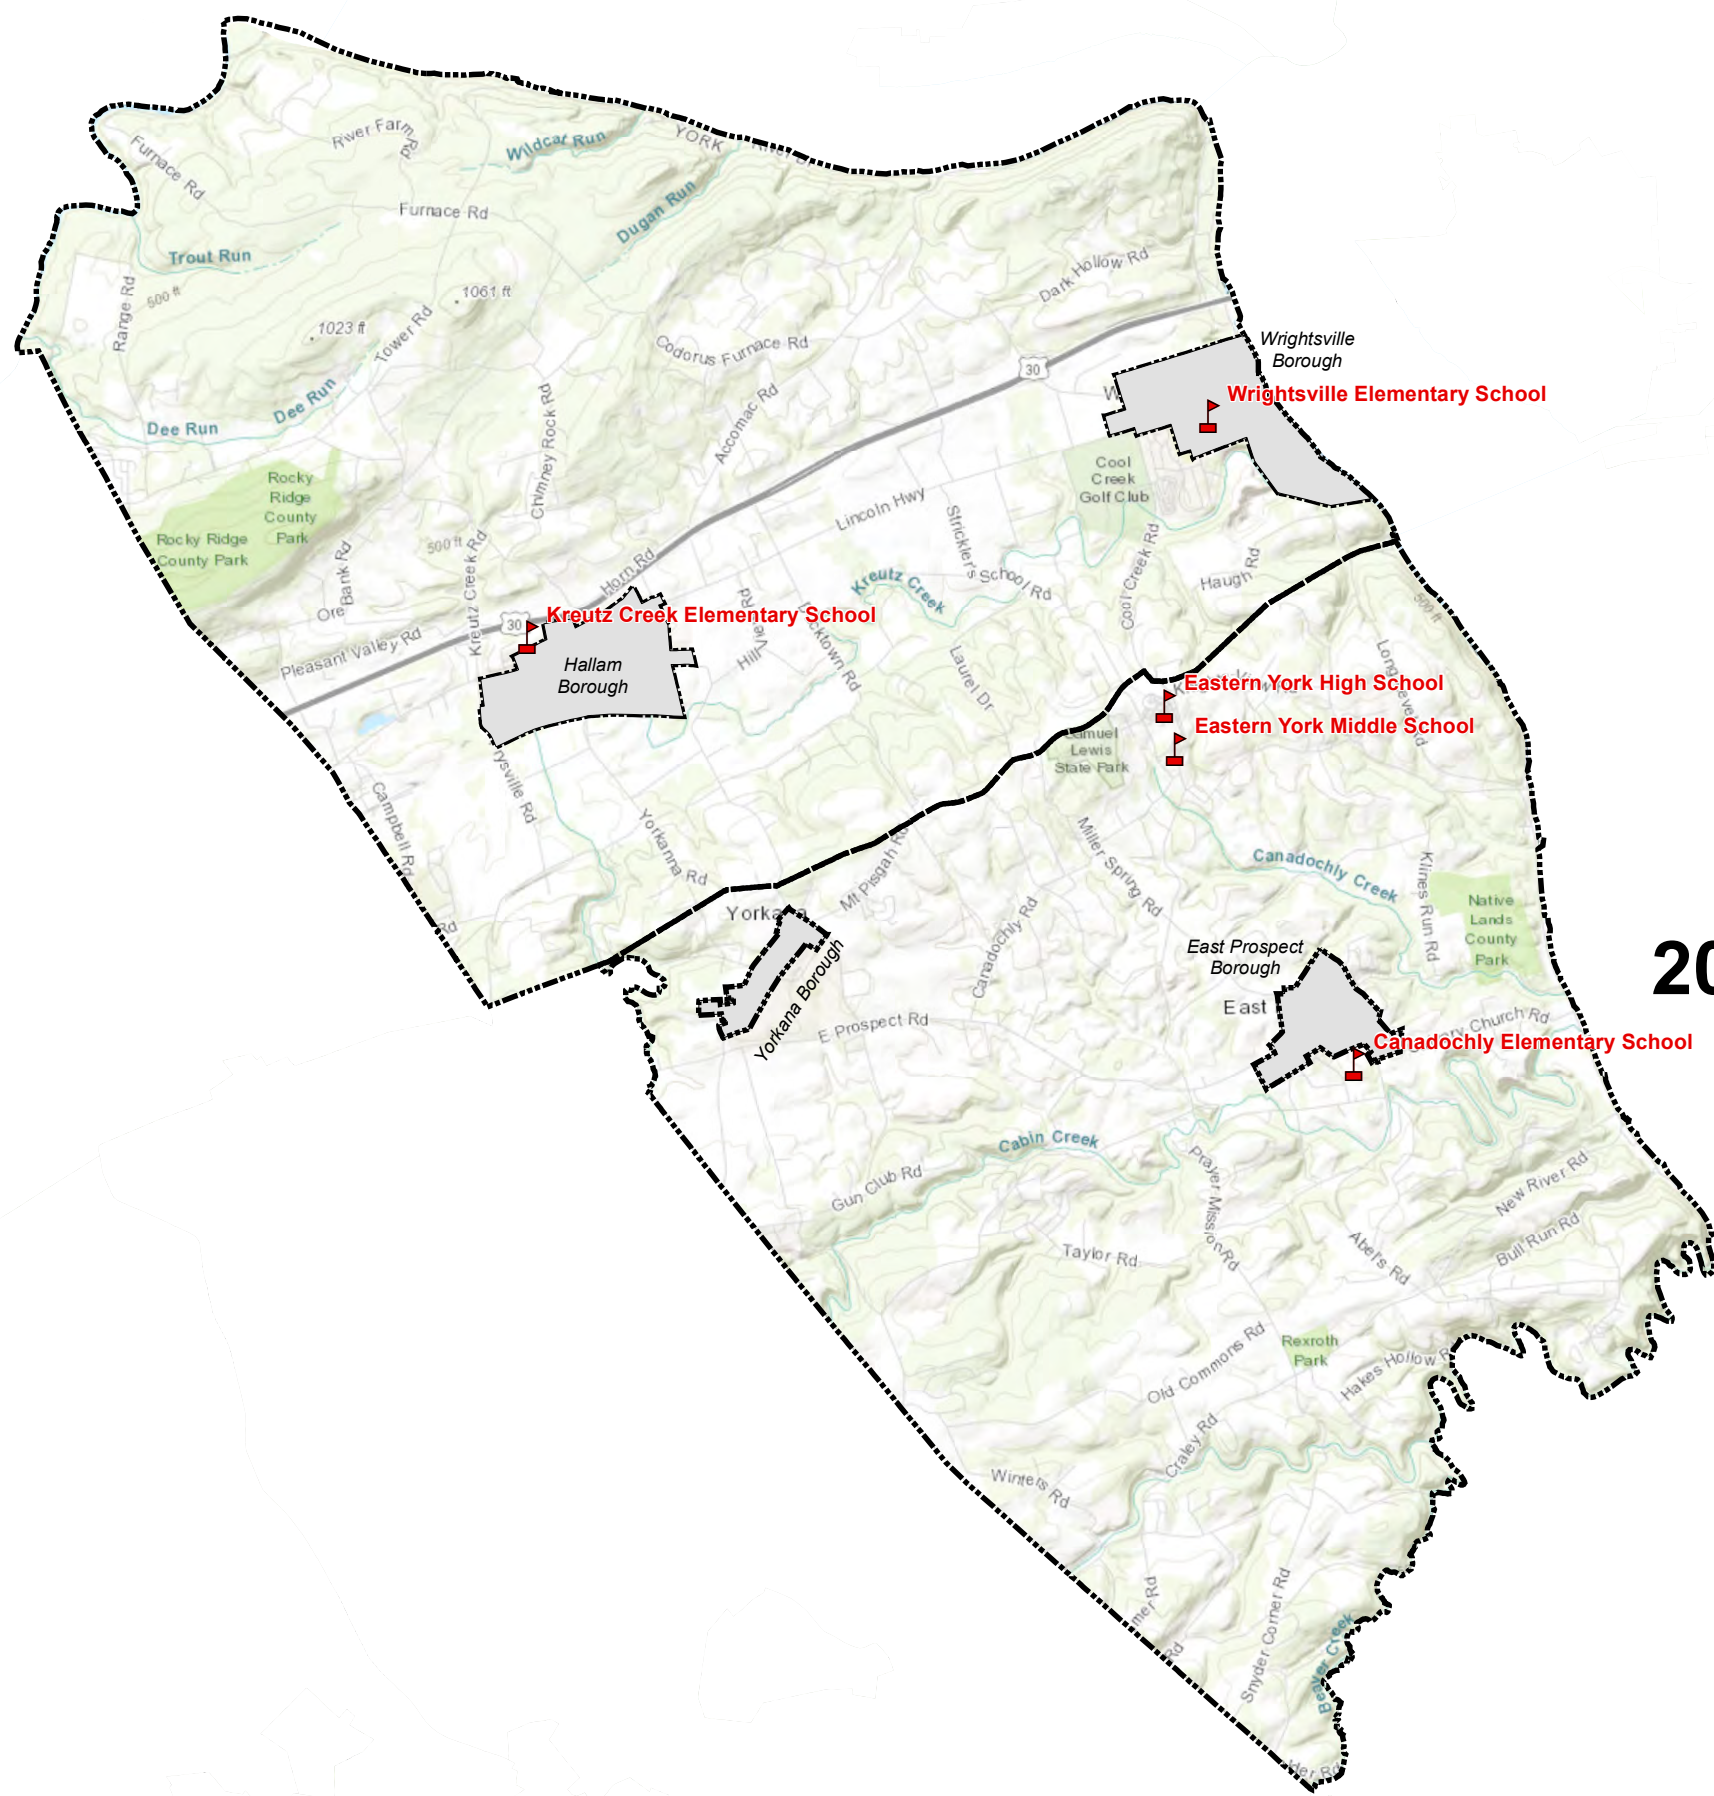 YORK
River Farm
Rd
Furnace Rd
Wildcat Run
Furnace Rd
Dugan Run
Trout Run
600 ft
Range Rd
1061 ft
1023 ft
Tower Rd
Dark Hollow Rd
Codorus Furnace Rd
30
Wrightsville
Borough
Wrightsville Elementary School
Dee Run
Dee Run
Chimney Rock Rd
Accomac Rd
Rocky
Ridge
County
Park
Rocky Ridge
County Park
Cool
Creek
Golf Club
Lincoln Hwy
Strickler's School Rd
500 ft
Kreutz Creek Rd
Ore Bank Rd
Horn Rd
Kreutz Creek
Cool Creek Rd
Haugh Rd
500 ft
30
Kreutz Creek Elementary School
Pleasant Valley Rd
Hallam
Borough
Laurel Dr
Eastern York High School
Eastern York Middle School
Lewis
State Park
Campbell Rd
Yorkanna Rd
Mt Pisgah Rd
Miller Spring Rd
Canadochly Creek
Klines Run Rd
Native
Lands
County
Park
Rd
Canadochly Rd
Yorkana Borough
East Prospect
Borough
East
20
E Prospect Rd
Church Rd
Canadochly Elementary School
Cabin Creek
Gun Club Rd
Prayer Mission Rd
New River Rd
Bull Run Rd
Abel's Rd
Taylor Rd
Rexroth
Park
Old Commons Rd
Hakes Hollow R
Craley Rd
Winters Rd
Snyder Corner Rd
Rd
Beaver Creek